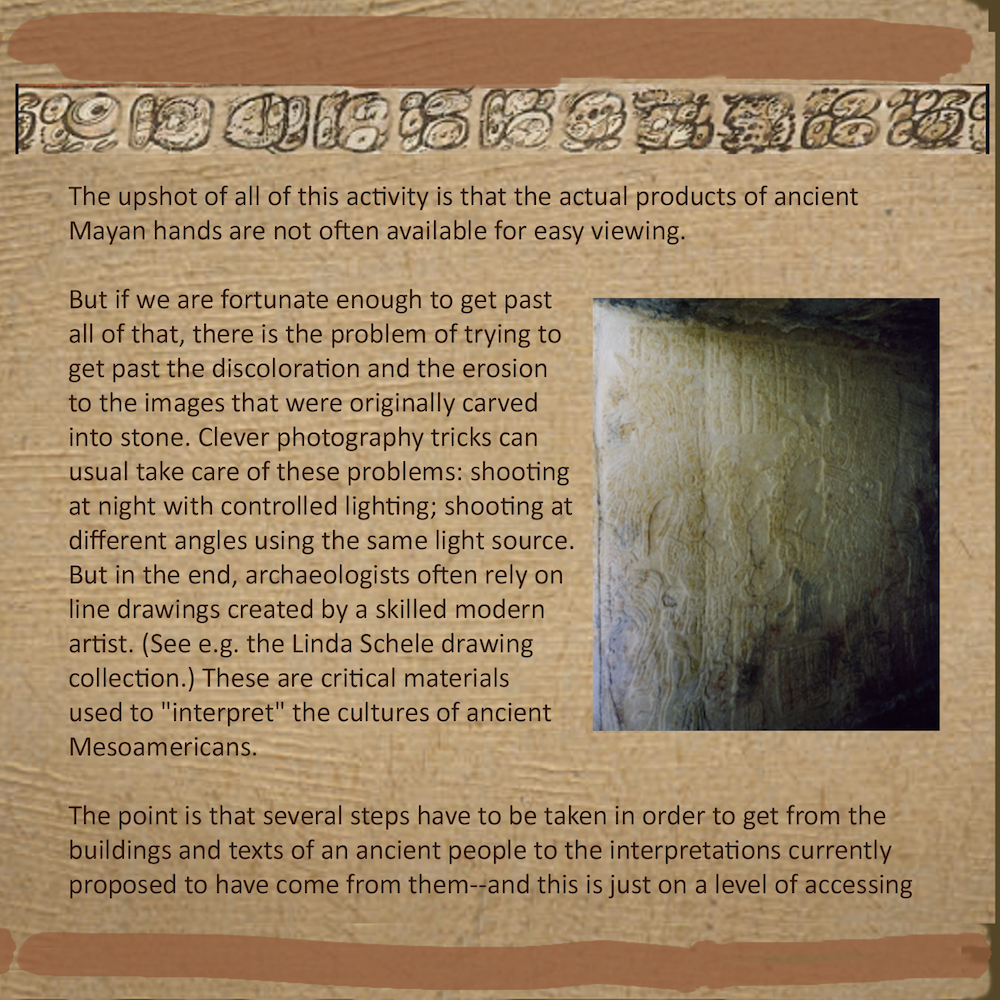 The upshot of all of this activity is that the actual products of ancient
Mayan hands are not often available for easy viewing.
But if we are fortunate enough to get past
all of that, there is the problem of trying to
get past the discoloration and the erosion
to the images that were originally carved
into stone. Clever photography tricks can
usual take care of these problems: shooting
at night with controlled lighting; shooting at
different angles using the same light source.
But in the end, archaeologists often rely on
line drawings created by a skilled modern
artist. (See e.g. the Linda Schele drawing
collection.) These are critical materials
used to "interpret" the cultures of ancient
Mesoamericans.
The point is that several steps have to be taken in order to get from the
buildings and texts of an ancient people to the interpretations currently
proposed to have come from them--and this is just on a level of accessing